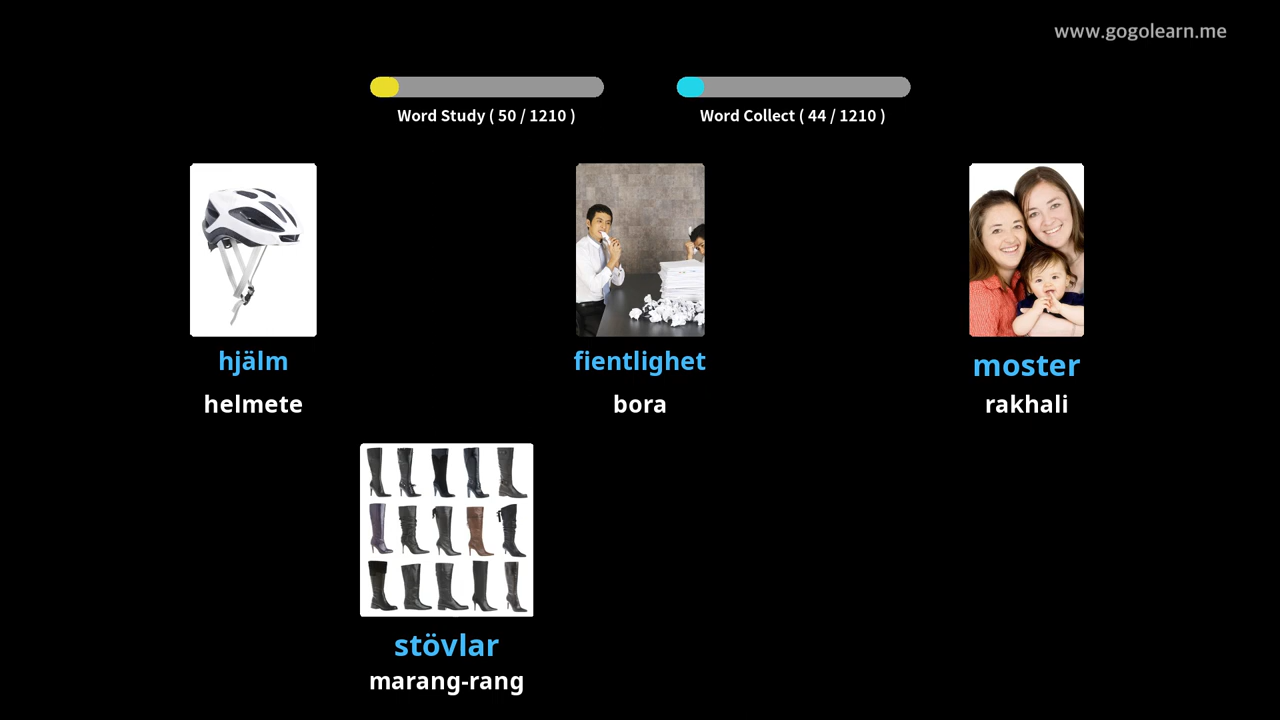 www.gogolearn.me
Word Study ( 50 / 1210 )
Word Collect ( 44 / 1210 )
hjälm
helmete
fientlighet
bora
moster
rakhali
stövlar
marang-rang